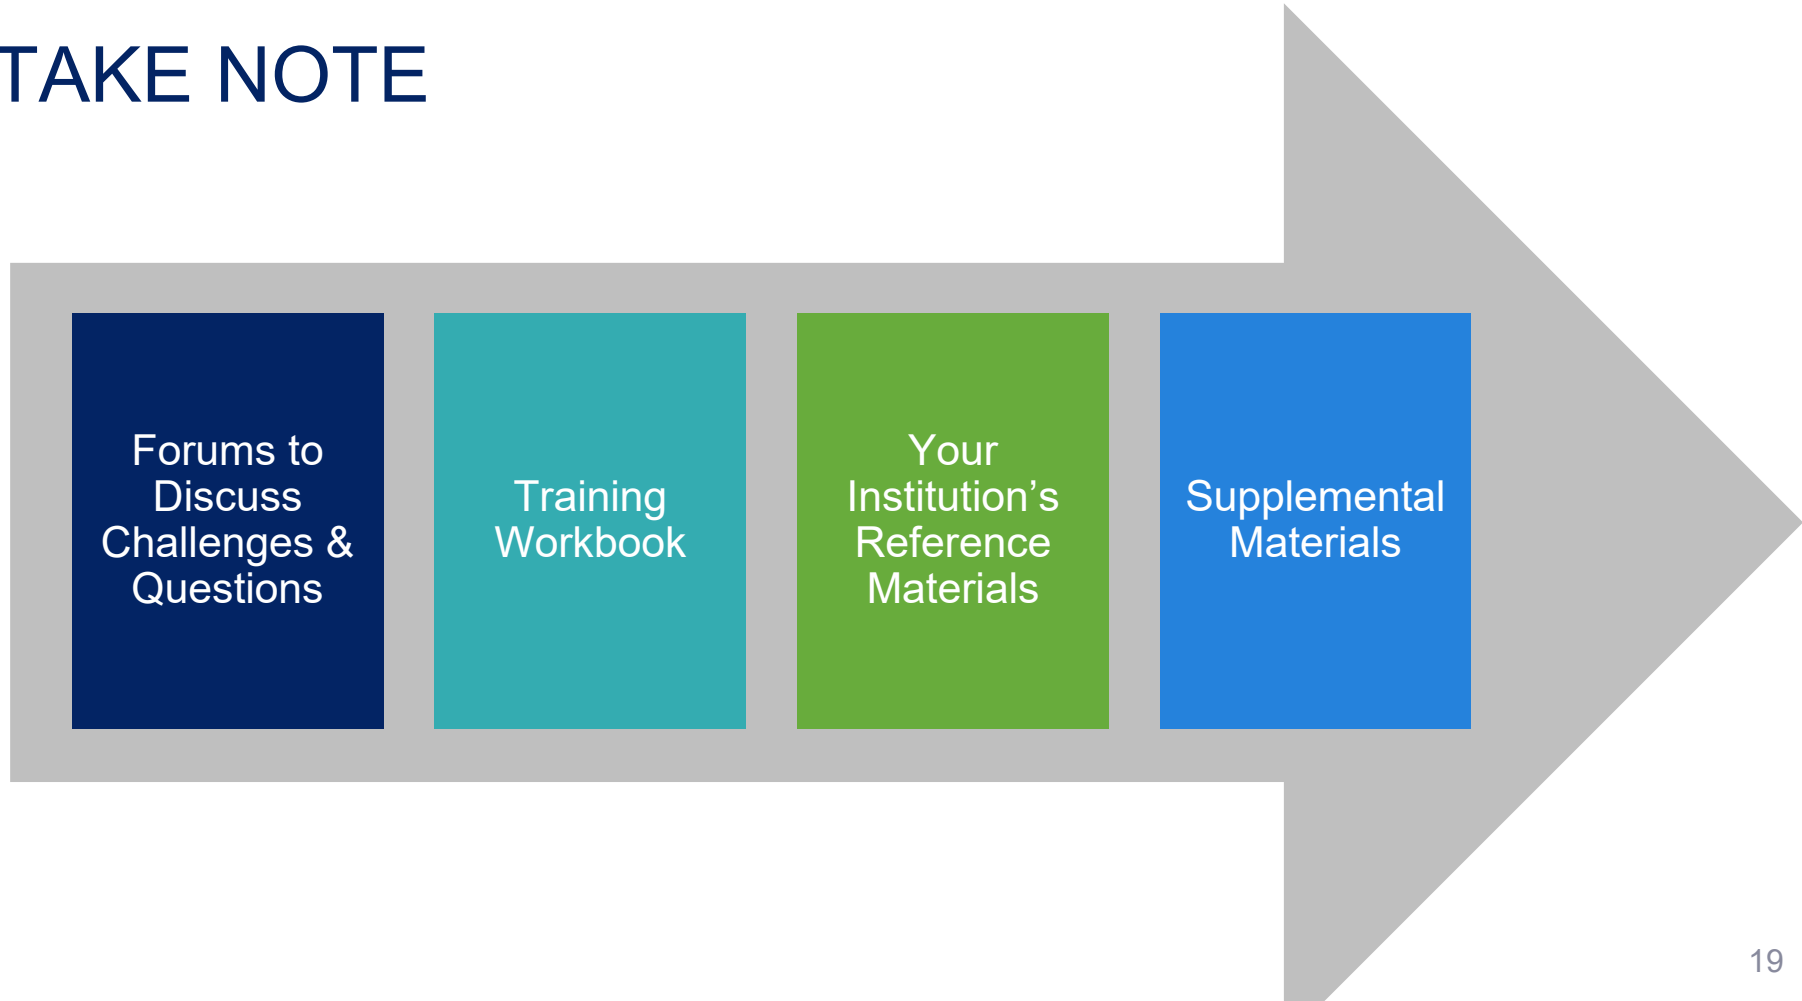 TAKE NOTE
Forums to
Discuss
Challenges &
Questions
Training
Workbook
Your
Institution’s
Reference
Materials
Supplemental
Materials
19